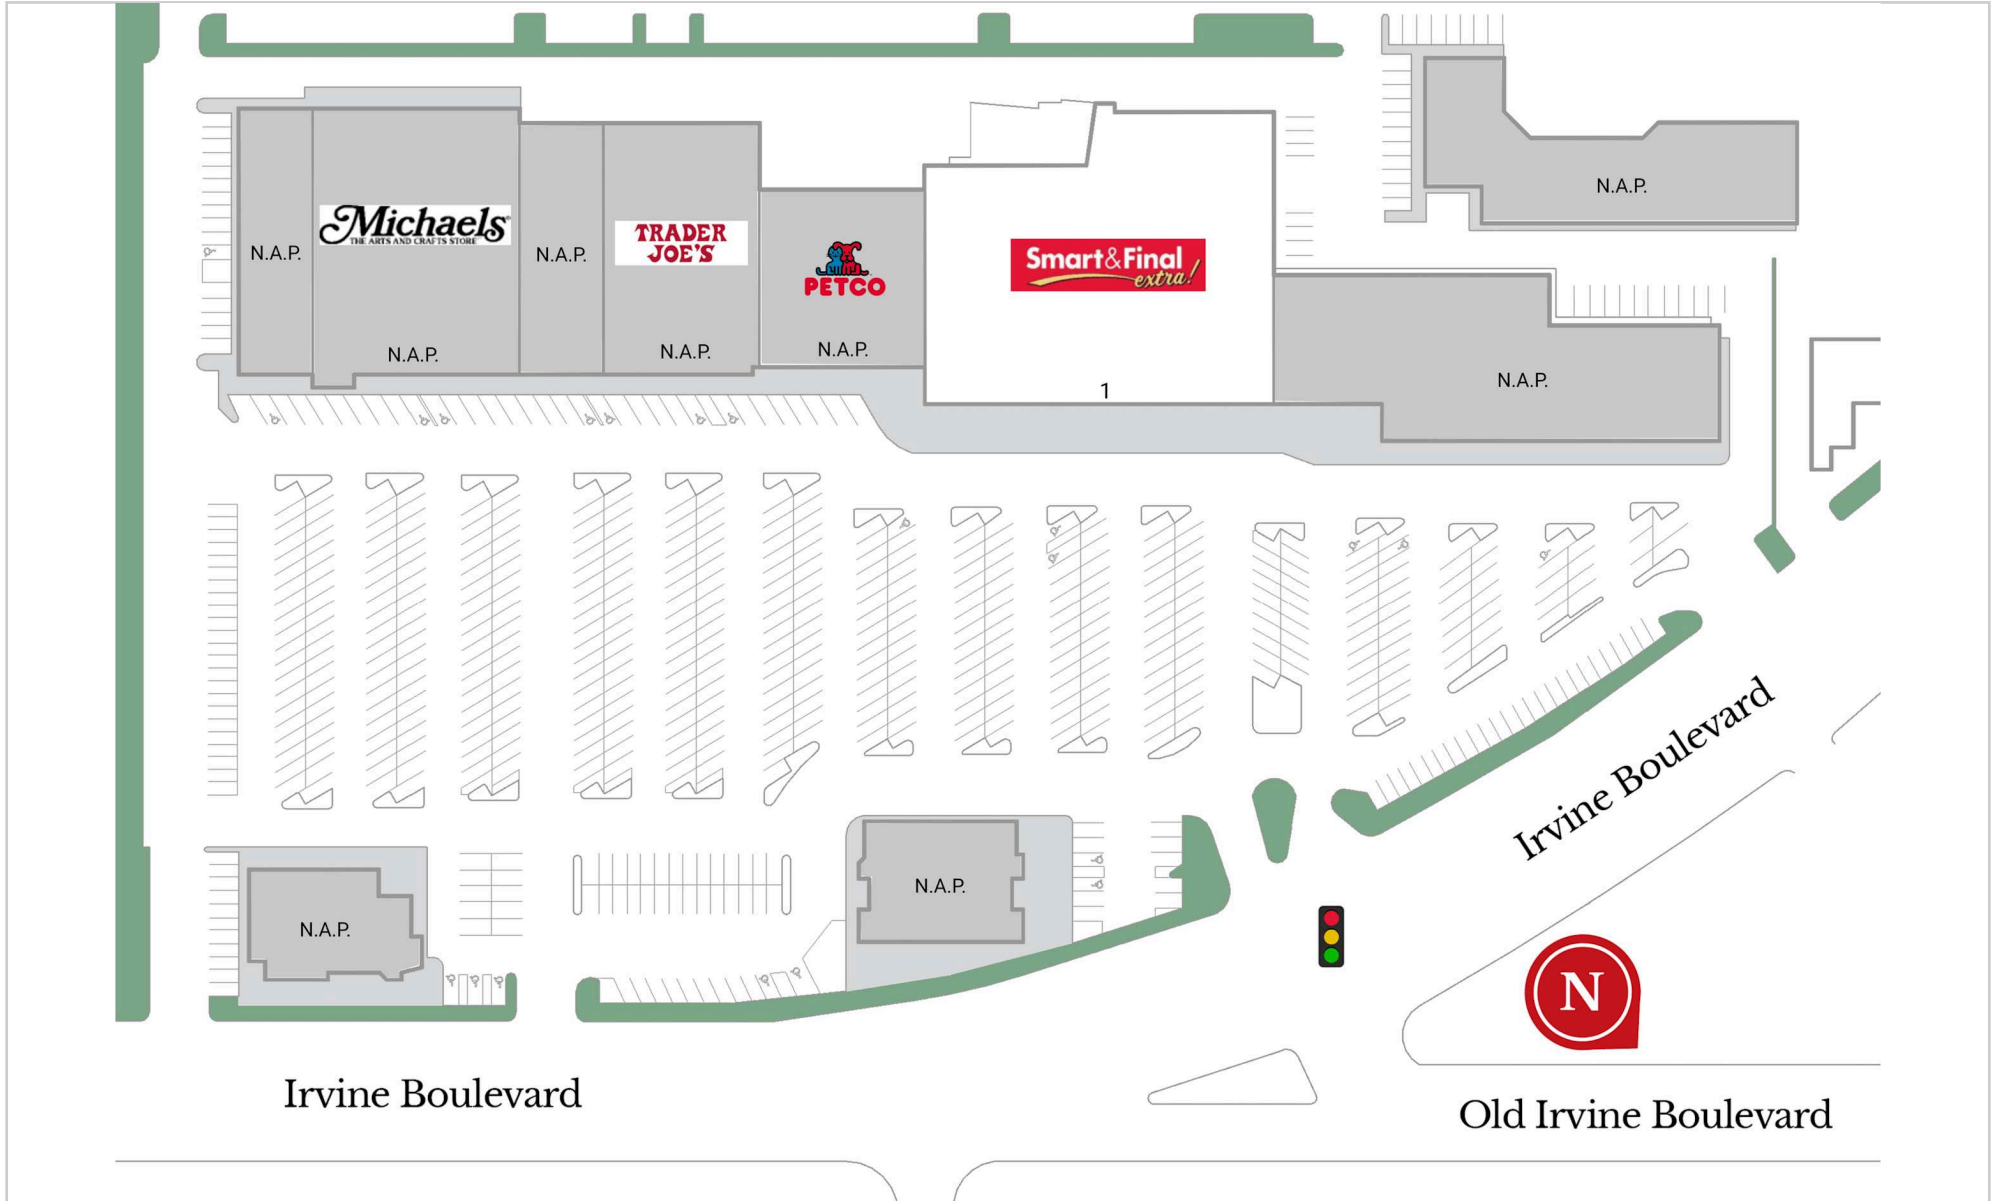 N.A.P.
Michaels
THE ARTS AND CRAFTS STORE
N.A.P.
N.A.P.
TRADER
JOE'S
N.A.P.
PETCO
N.A.P.
Smart&Final
extra!
1
N.A.P.
N.A.P.
N.A.P.
N.A.P.
Irvine Boulevard
N
Irvine Boulevard
Old Irvine Boulevard